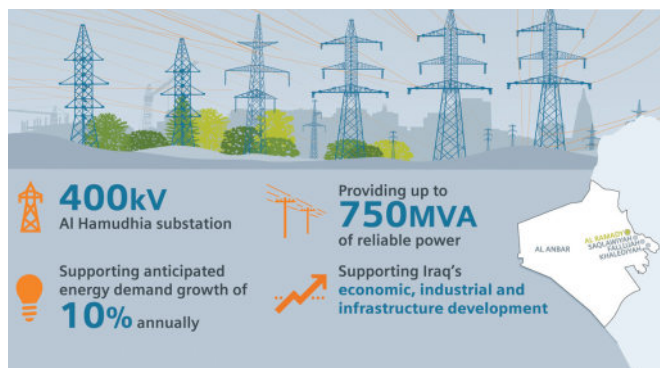 400kV
Al Hamudhia substation
Providing up to
750MVA
of reliable power
Supporting anticipated
energy demand growth of
10% annually
Supporting Iraq's
economic, industrial and
infrastructure development
AL ANBAR
AL RAMADY
SAQLAWIYAH
FALLUJAH
KHALEDIYAH